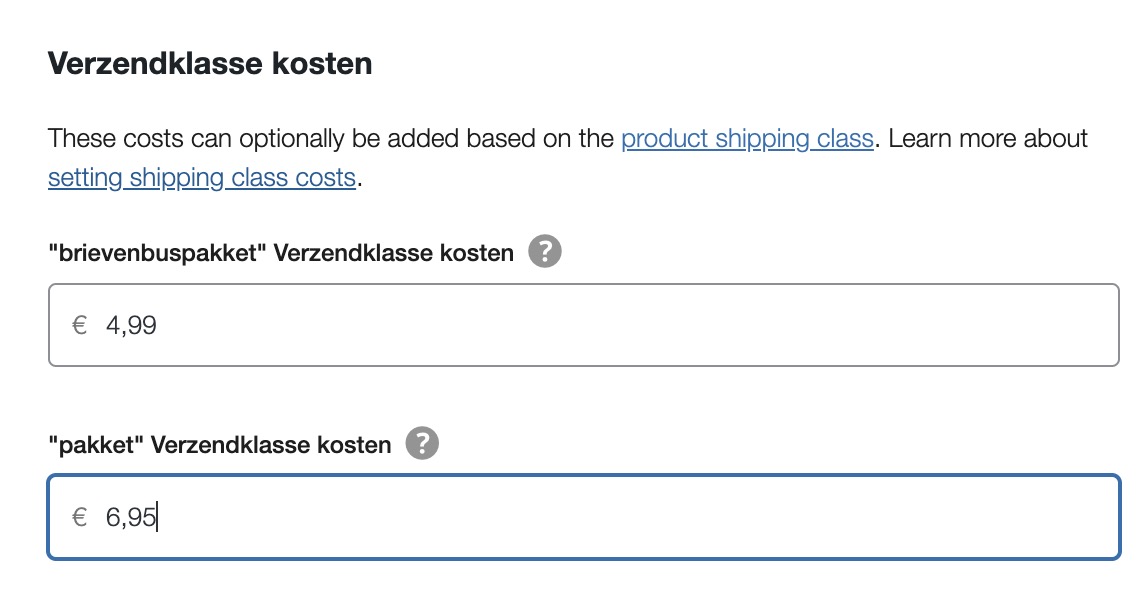 Verzendklasse kosten
These costs can optionally be added based on the product shipping class. Learn more about
setting shipping class costs.
"brievenbuspakket" Verzendklasse kosten ?
€ 4,99
"pakket" Verzendklasse kosten ?
€ 6,95